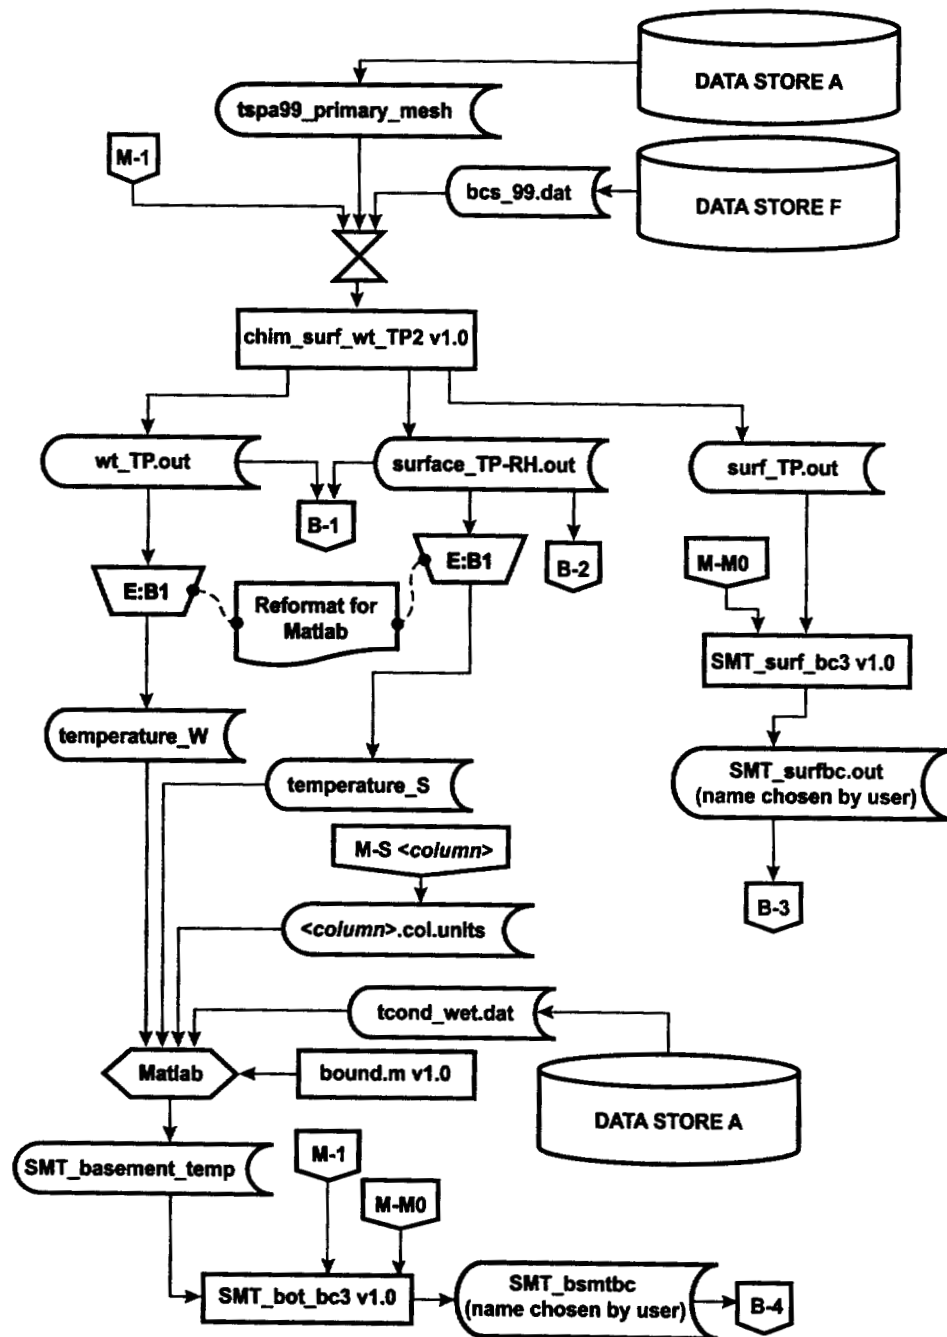 DATA STORE A
tspa99_primary_mesh
M-1
bcs_99.dat
DATA STORE F
chim_surf_wt_TP2 v1.0
wt_TP.out
surface_TP-RH.out
surf_TP.out
B-1
B-2
E:B1
E:B1
M-M0
Reformat for
Matlab
SMT_surf_bc3 v1.0
temperature_W
temperature_S
SMT_surfbc.out
(name chosen by user)
M-S <column>
B-3
<column>.col.units
tcond_wet.dat
Matlab
bound.m v1.0
DATA STORE A
SMT_basement_temp
M-1
M-M0
SMT_bot_bc3 v1.0
SMT_bsmtbc
(name chosen by user)
B-4